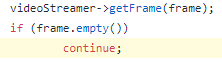 videoStreamer->getFrame(frame);
if (frame.empty())
continue;